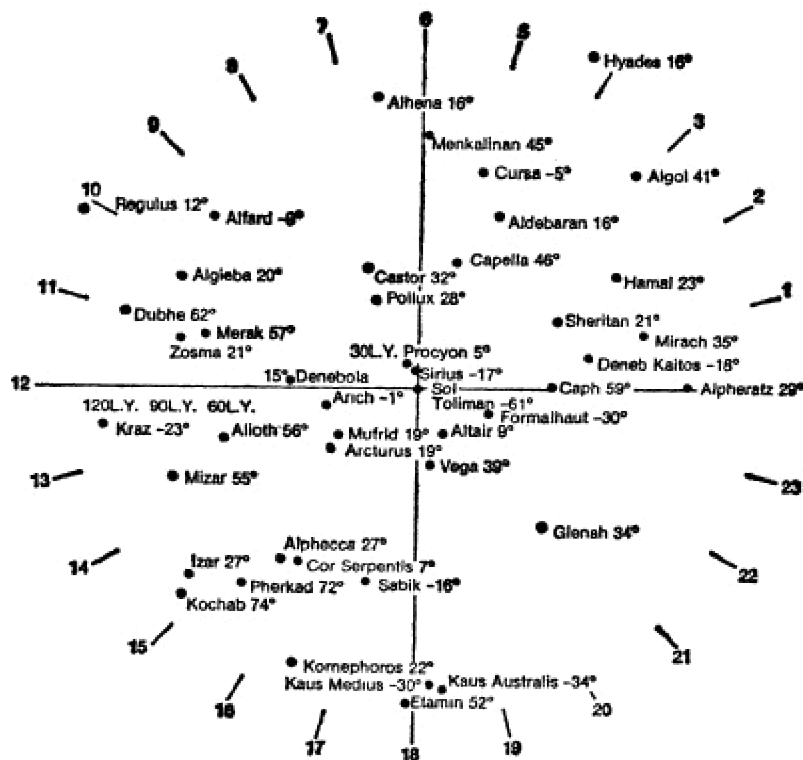 6
7
5
8
Hyades 16°
Alhena 16°
9
Menkalinan 45°
3
Cursa -5°
Algol 41°
10
Regulus 12°
Alfard -9°
Aldebaran 16°
2
Algieba 20°
Castor 32°
Capella 46°
Hamal 23°
11
Pollux 28°
1
Dubhe 62°
Merak 57°
Sheritan 21°
Zosma 21°
Mirach 35°
30L.Y. Procyon 5°
Deneb Kaitos -18°
Sirius -17°
12
15° Denebola
Sol
Caph 59°
Alpheratz 29°
120L.Y. 90L.Y. 60L.Y.
Arich -1°
Toliman -61°
Formalhaut -30°
Kraz -23°
Alioth 56°
Mufrid 19°
Altair 9°
Arcturus 19°
Vega 39°
13
Mizar 55°
23
Gienah 34°
14
Alphecca 27°
Izar 27°
Cor Serpentis 7°
22
Pherkad 72°
Sabik -16°
Kochab 74°
15
21
Kornephoros 22°
Kaus Medius -30°
Kaus Australis -34°
16
Etamin 52°
20
17
18
19